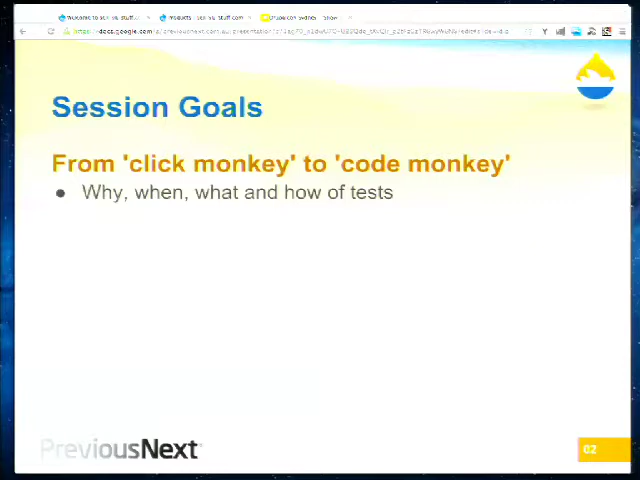 Session Goals
From 'click monkey' to 'code monkey'
● Why, when, what and how of tests
PreviousNext
02